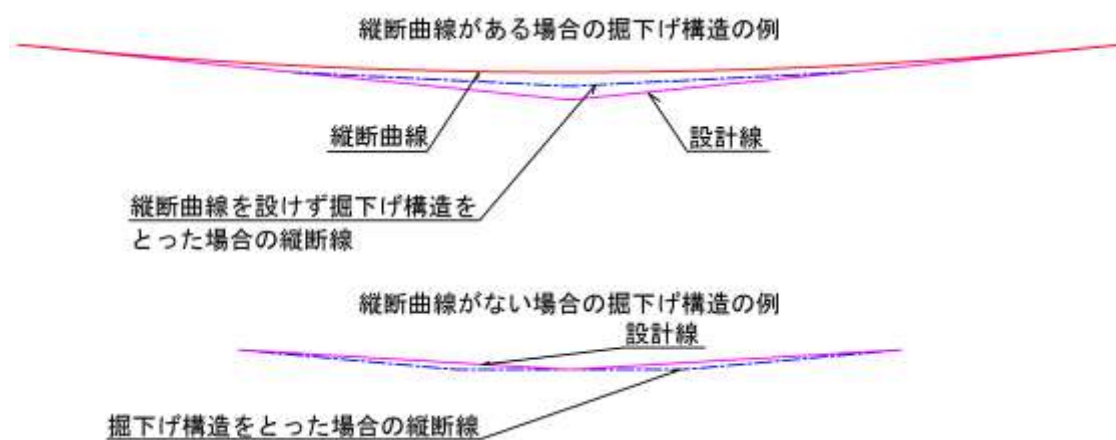 縦断曲線がある場合の掘下げ構造の例
縦断曲線
設計線
縦断曲線を設けず掘下げ構造を
とった場合の縦断線
縦断曲線がない場合の掘下げ構造の例
設計線
掘下げ構造をとった場合の縦断線